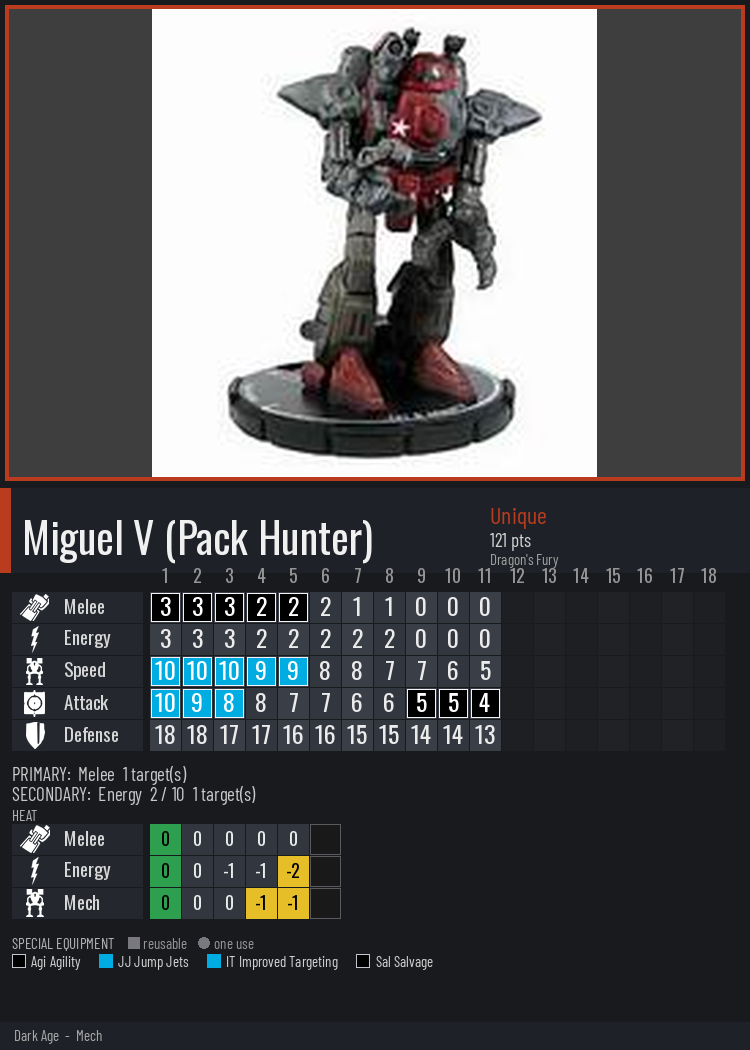 Miguel V (Pack Hunter)
Unique
121 pts
Dragon's Fury
1 2 3 4 5 6 7 8 9 10 11 12 13 14 15 16 17 18
Melee 3 3 3 2 2 2 1 1 0 0 0
Energy 3 3 3 2 2 2 2 2 0 0 0
Speed 10 10 10 9 9 8 8 7 7 6 5
Attack 10 9 8 8 7 7 6 6 5 5 4
Defense 18 18 17 17 16 16 15 15 14 14 13
PRIMARY: Melee 1 target(s)
SECONDARY: Energy 2 / 10 1 target(s)
HEAT
Melee 0 0 0 0 0
Energy 0 0 -1 -1 -2
Mech 0 0 0 -1 -1
SPECIAL EQUIPMENT reusable one use
Agi Agility JJ Jump Jets IT Improved Targeting Sal Salvage
Dark Age - Mech